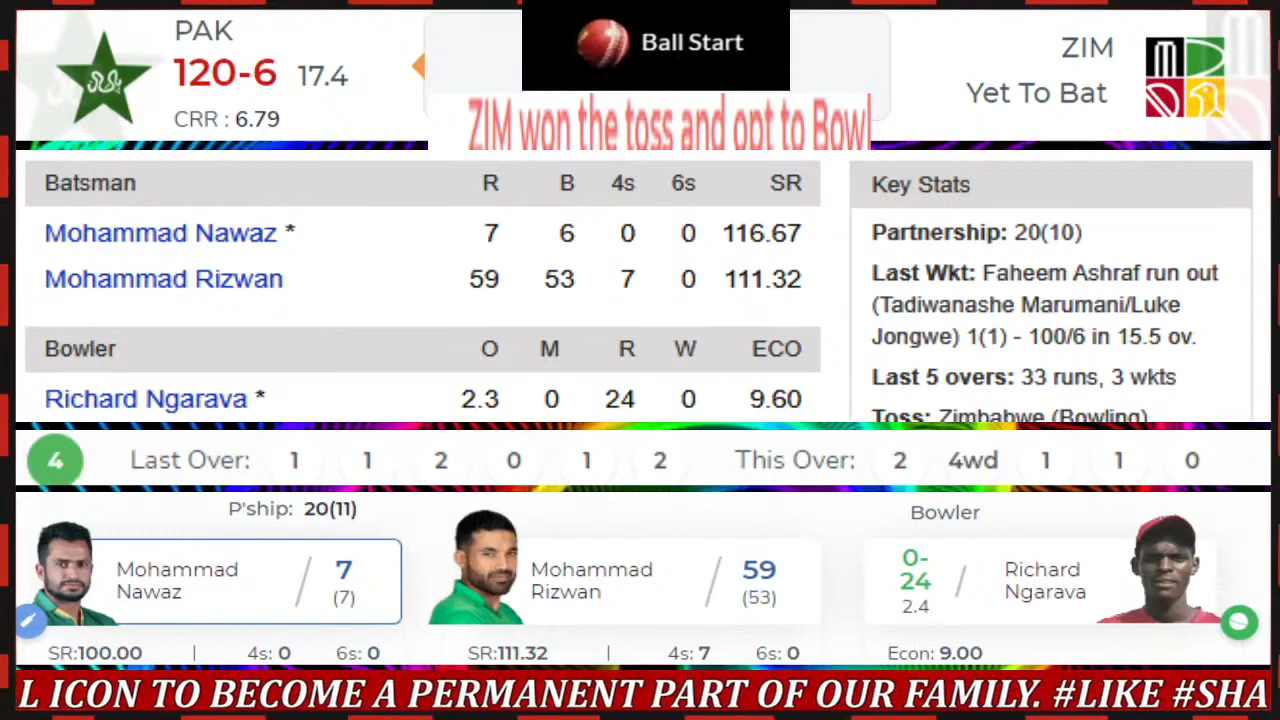 PAK
120-6 17.4
CRR : 6.79
Ball Start
ZIM won the toss and opt to Bowl
ZIM
Yet To Bat
Batsman R B 4s 6s SR
Mohammad Nawaz * 7 6 0 0 116.67
Mohammad Rizwan 59 53 7 0 111.32
Bowler O M R W ECO
Richard Ngarava * 2.3 0 24 0 9.60
Key Stats
Partnership: 20(10)
Last Wkt: Faheem Ashraf run out
(Tadiwanashe Marumani/Luke
Jongwe) 1(1) - 100/6 in 15.5 ov.
Last 5 overs: 33 runs, 3 wkts
Toss: Zimbabwe (Bowling)
4 Last Over: 1 1 2 0 1 2 This Over: 2 4wd 1 1 0
P'ship: 20(11)
Mohammad
Nawaz
/ 7
(7)
SR:100.00 | 4s: 0 6s: 0
Mohammad
Rizwan
/ 59
(53)
SR:111.32 | 4s: 7 6s: 0
Bowler
0-
24
2.4
/ Richard
Ngarava
Econ: 9.00
L ICON TO BECOME A PERMANENT PART OF OUR FAMILY. #LIKE #SHA